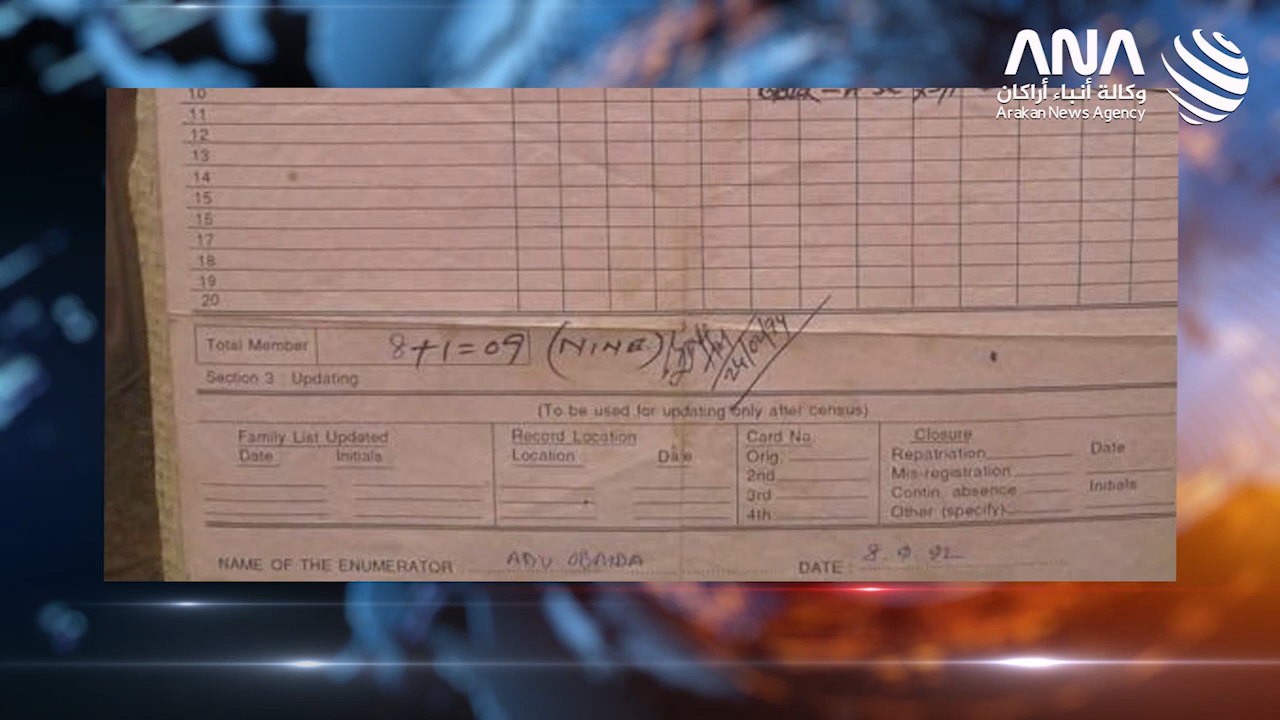 ANA
وكالة أنباء أراكان
Arakan News Agency
10
11
12
13
14
15
16
17
18
19
20
Total Member 8+1=09 (NINE) 24/02/94
Section 3 : Updating
(To be used for updating only after census)
Family List Updated Record Location Card No. Closure
Date Initials Location Date Orig. Repatriation Date
2nd Mis-registration
3rd Contin. absence Initials
4th Other (specify)
NAME OF THE ENUMERATOR DATE :